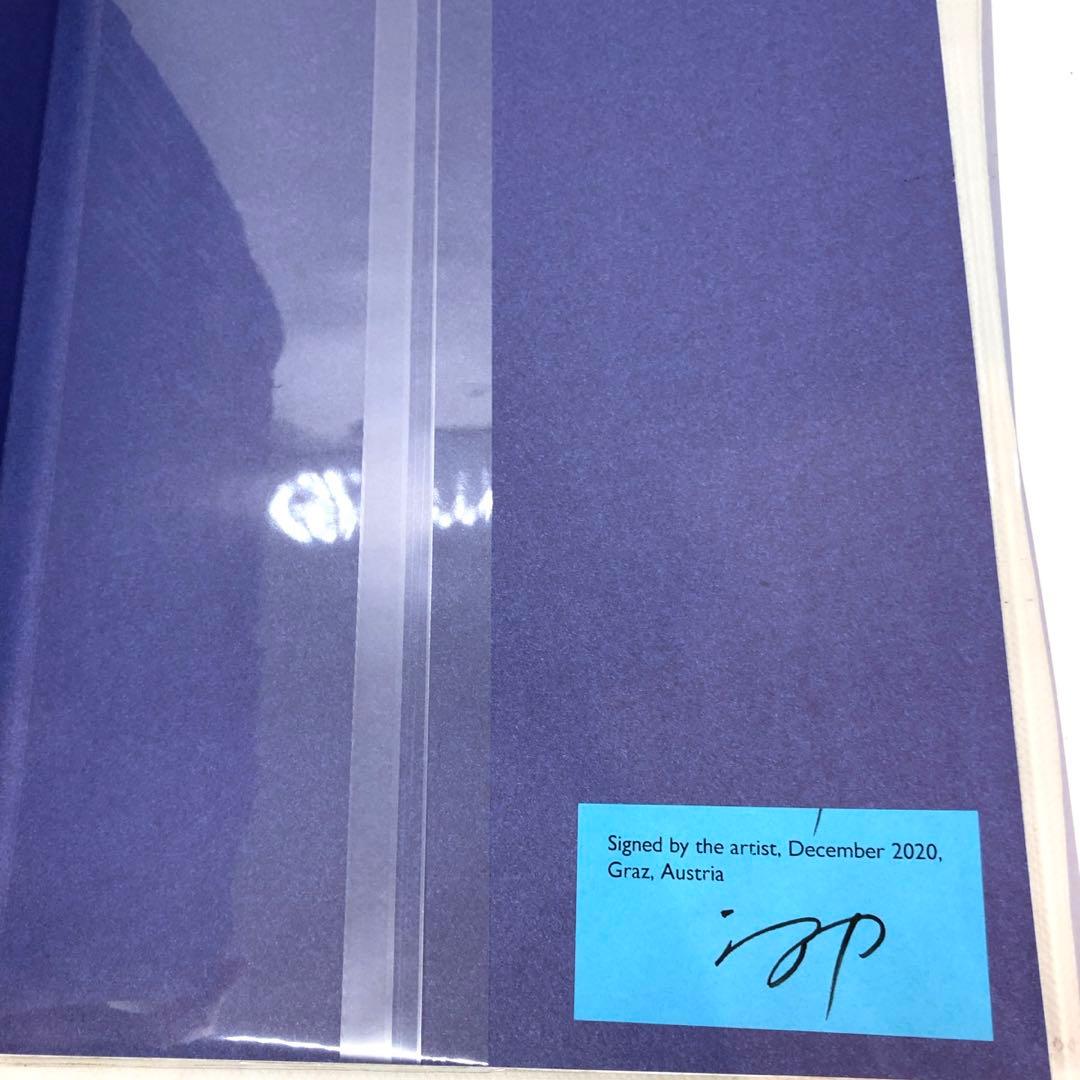 Signed by the artist, December 2020,
Graz, Austria